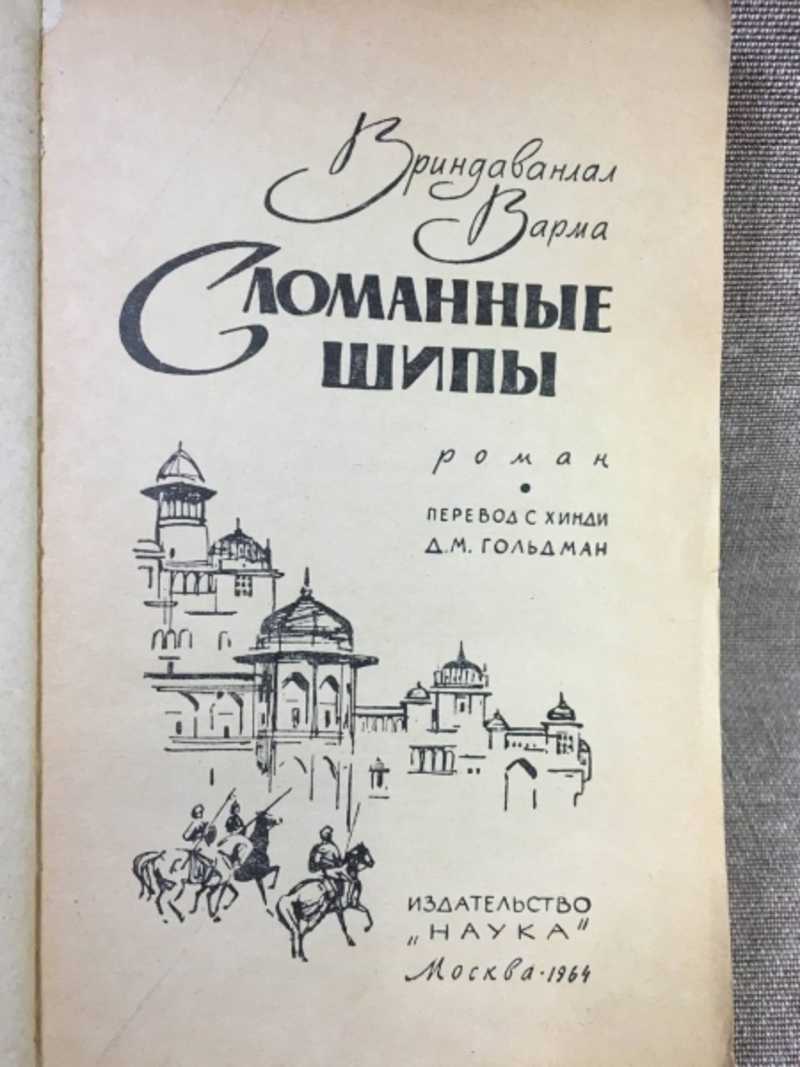 Вриндаванлал
Варма
Сломанные
шипы
роман
•
ПЕРЕВОД С ХИНДИ
Д.М. ГОЛЬДМАН
ИЗДАТЕЛЬСТВО
„НАУКА"
Москва · 1964